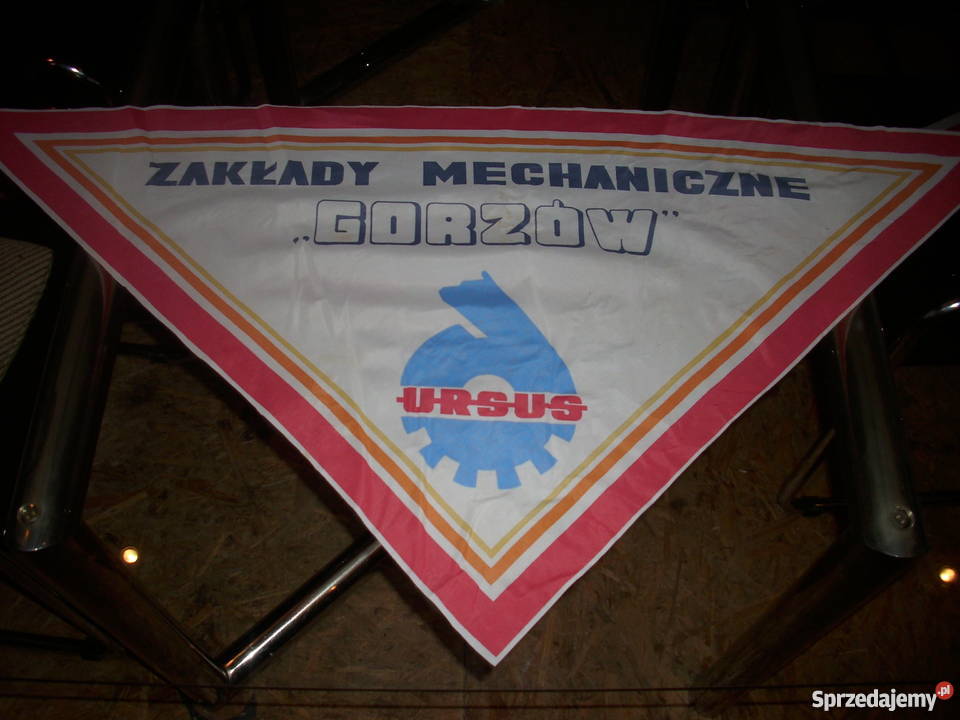 ZAKŁADY MECHANICZNE
„GORZÓW”
URSUS
Sprzedajemy.pl